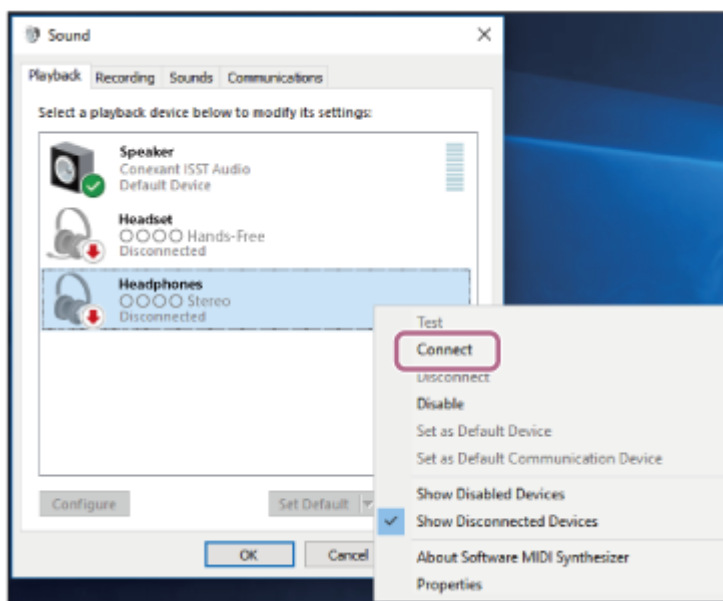 Sound
Playback Recording Sounds Communications
Select a playback device below to modify its settings:
Speaker
Conexant ISST Audio
Default Device
Headset
○○○○ Hands-Free
Disconnected
Headphones
○○○○ Stereo
Disconnected
Test
Connect
Disconnect
Disable
Set as Default Device
Set as Default Communication Device
Show Disabled Devices
Show Disconnected Devices
About Software MIDI Synthesizer
Properties
Configure Set Default
OK Cancel